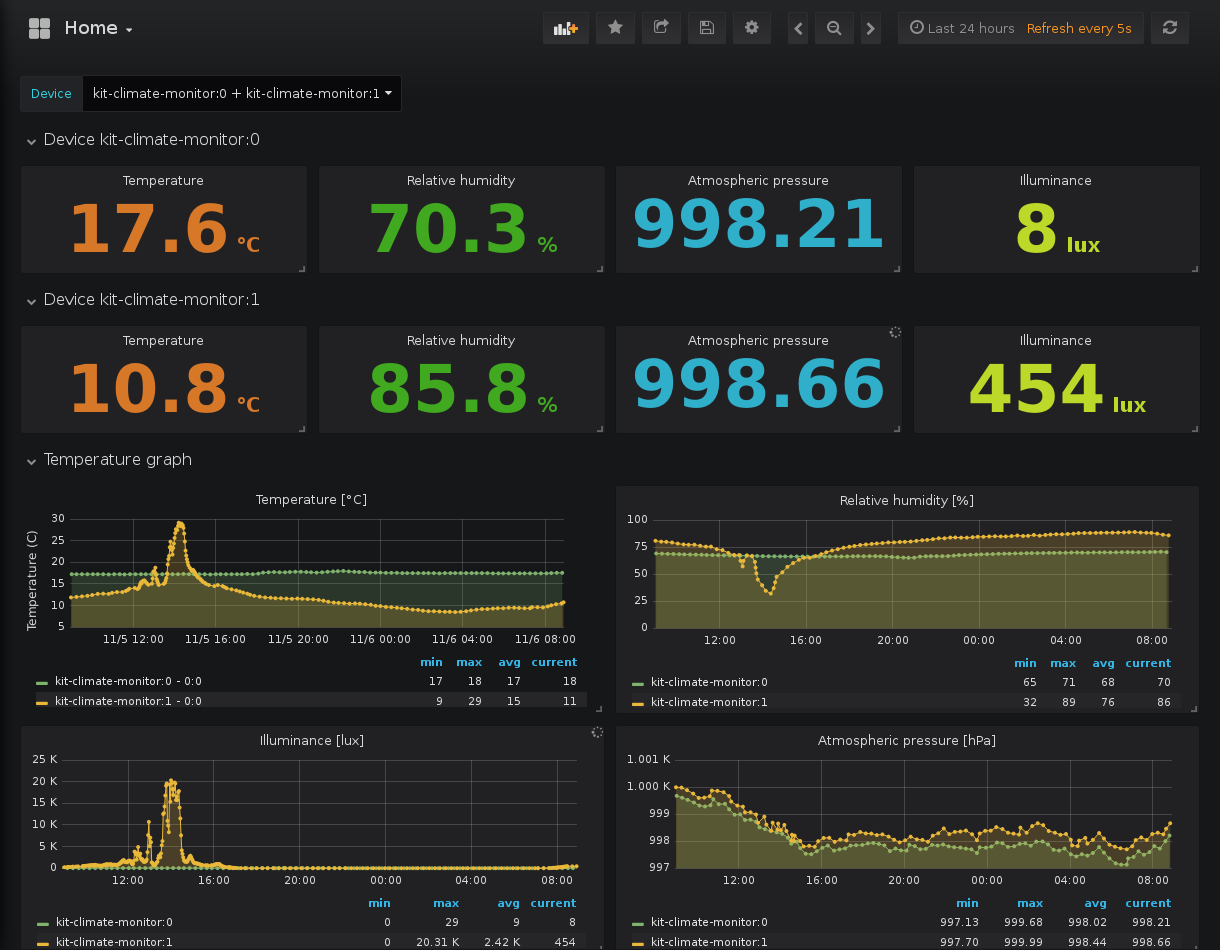 Home
Last 24 hours Refresh every 5s
Device kit-climate-monitor:0 + kit-climate-monitor:1
Device kit-climate-monitor:0
Temperature Relative humidity Atmospheric pressure Illuminance
17.6 °C 70.3 % 998.21 8 lux
Device kit-climate-monitor:1
Temperature Relative humidity Atmospheric pressure Illuminance
10.8 °C 85.8 % 998.66 454 lux
Temperature graph
Temperature [°C]
Temperature (C)
30
25
20
15
10
5
11/5 12:00 11/5 16:00 11/5 20:00 11/6 00:00 11/6 04:00 11/6 08:00
min max avg current
kit-climate-monitor:0 - 0:0 17 18 17 18
kit-climate-monitor:1 - 0:0 9 29 15 11
Relative humidity [%]
100
75
50
25
0
12:00 16:00 20:00 00:00 04:00 08:00
min max avg current
kit-climate-monitor:0 65 71 68 70
kit-climate-monitor:1 32 89 76 86
Illuminance [lux]
25 K
20 K
15 K
10 K
5 K
0
12:00 16:00 20:00 00:00 04:00 08:00
min max avg current
kit-climate-monitor:0 0 29 9 8
kit-climate-monitor:1 0 20.31 K 2.42 K 454
Atmospheric pressure [hPa]
1.001 K
1.000 K
999
998
997
12:00 16:00 20:00 00:00 04:00 08:00
min max avg current
kit-climate-monitor:0 997.13 999.68 998.02 998.21
kit-climate-monitor:1 997.70 999.99 998.44 998.66